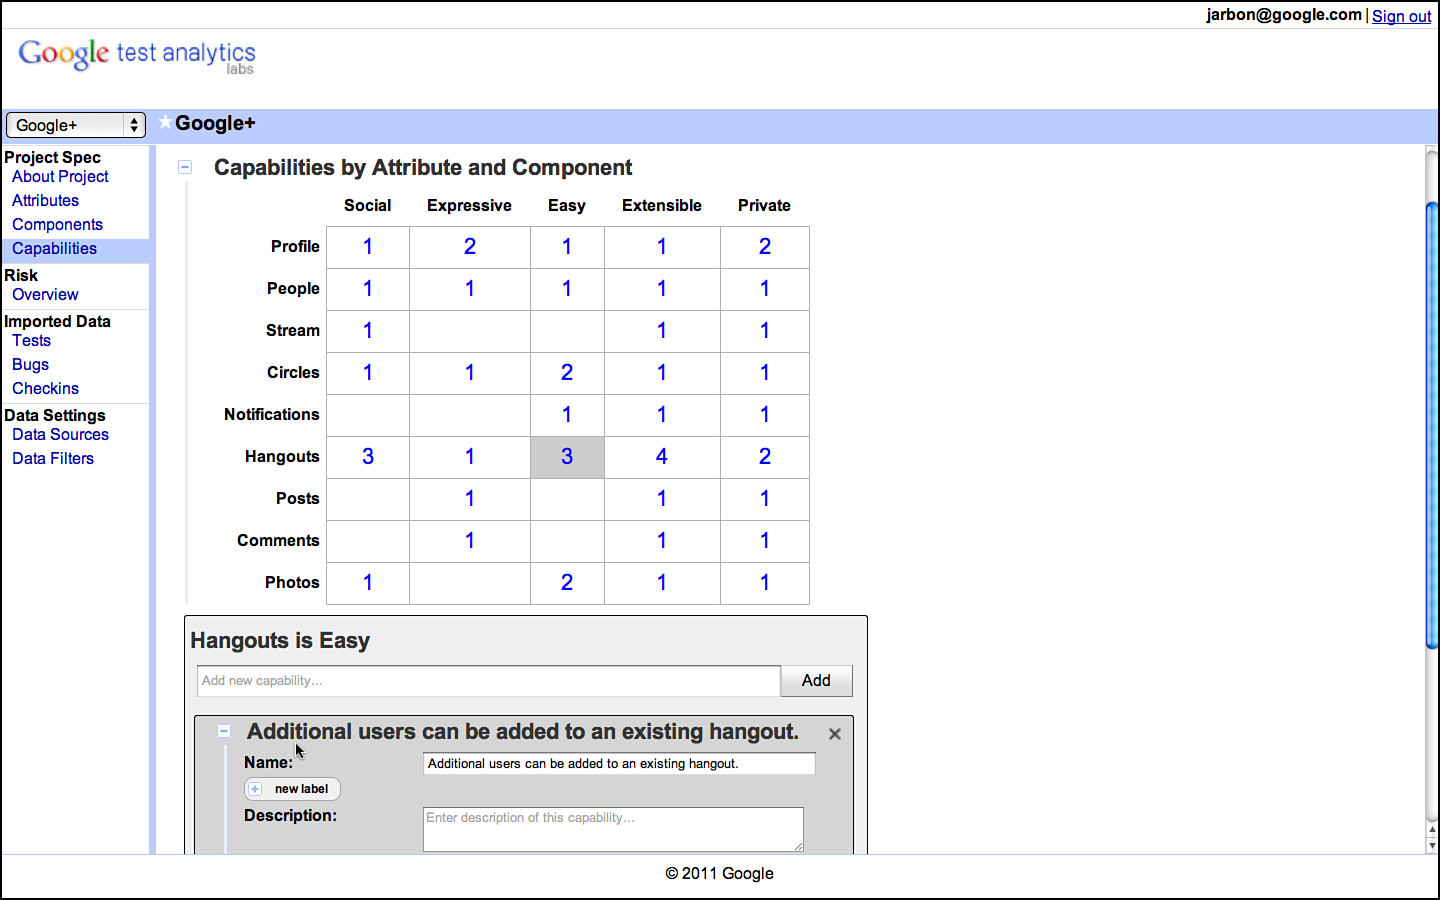 jarbon@google.com | Sign out
Google test analytics
labs
Google+
Google+
Project Spec
About Project
Attributes
Components
Capabilities
Risk
Overview
Imported Data
Tests
Bugs
Checkins
Data Settings
Data Sources
Data Filters
Capabilities by Attribute and Component
Social Expressive Easy Extensible Private
Profile 1 2 1 1 2
People 1 1 1 1 1
Stream 1 1 1
Circles 1 1 2 1 1
Notifications 1 1 1
Hangouts 3 1 3 4 2
Posts 1 1 1
Comments 1 1 1
Photos 1 2 1 1
Hangouts is Easy
Add new capability... Add
Additional users can be added to an existing hangout.
Name: Additional users can be added to an existing hangout.
new label
Description: Enter description of this capability...
© 2011 Google